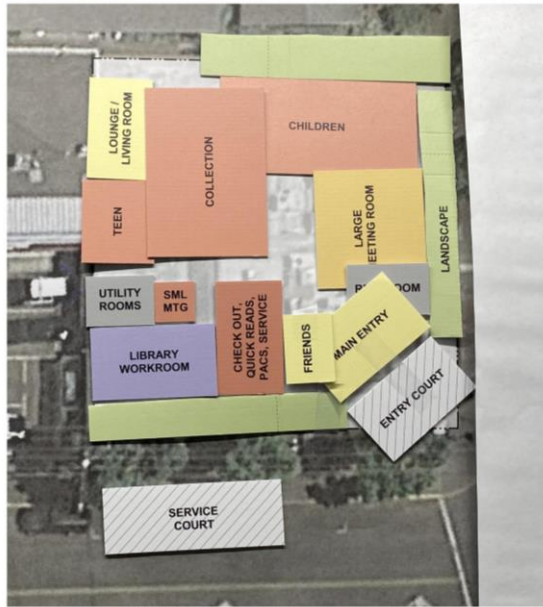 LOUNGE /
LIVING ROOM
COLLECTION
CHILDREN
TEEN
LARGE
EETING ROOM
LANDSCAPE
UTILITY
ROOMS
SML
MTG
CHECK OUT,
QUICK READS,
PACS, SERVICE
OOM
LIBRARY
WORKROOM
FRIENDS
MAIN ENTRY
ENTRY COURT
SERVICE
COURT